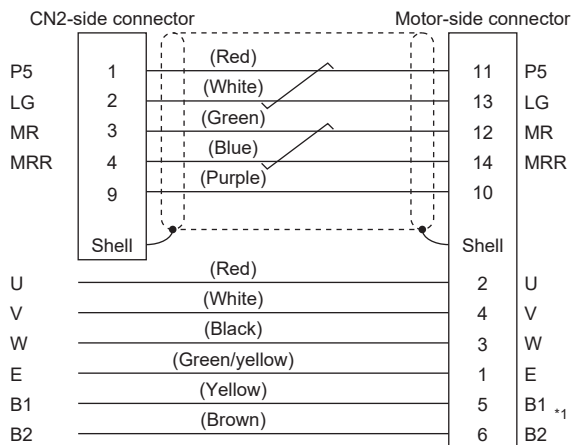 CN2-side connector Motor-side connector
(Red)
P5 1 11 P5
(White)
LG 2 13 LG
(Green)
MR 3 12 MR
(Blue)
MRR 4 14 MRR
(Purple)
9 10
Shell Shell
(Red)
U 2 U
(White)
V 4 V
(Black)
W 3 W
(Green/yellow)
E 1 E
(Yellow)
B1 5 B1 *1
(Brown)
B2 6 B2